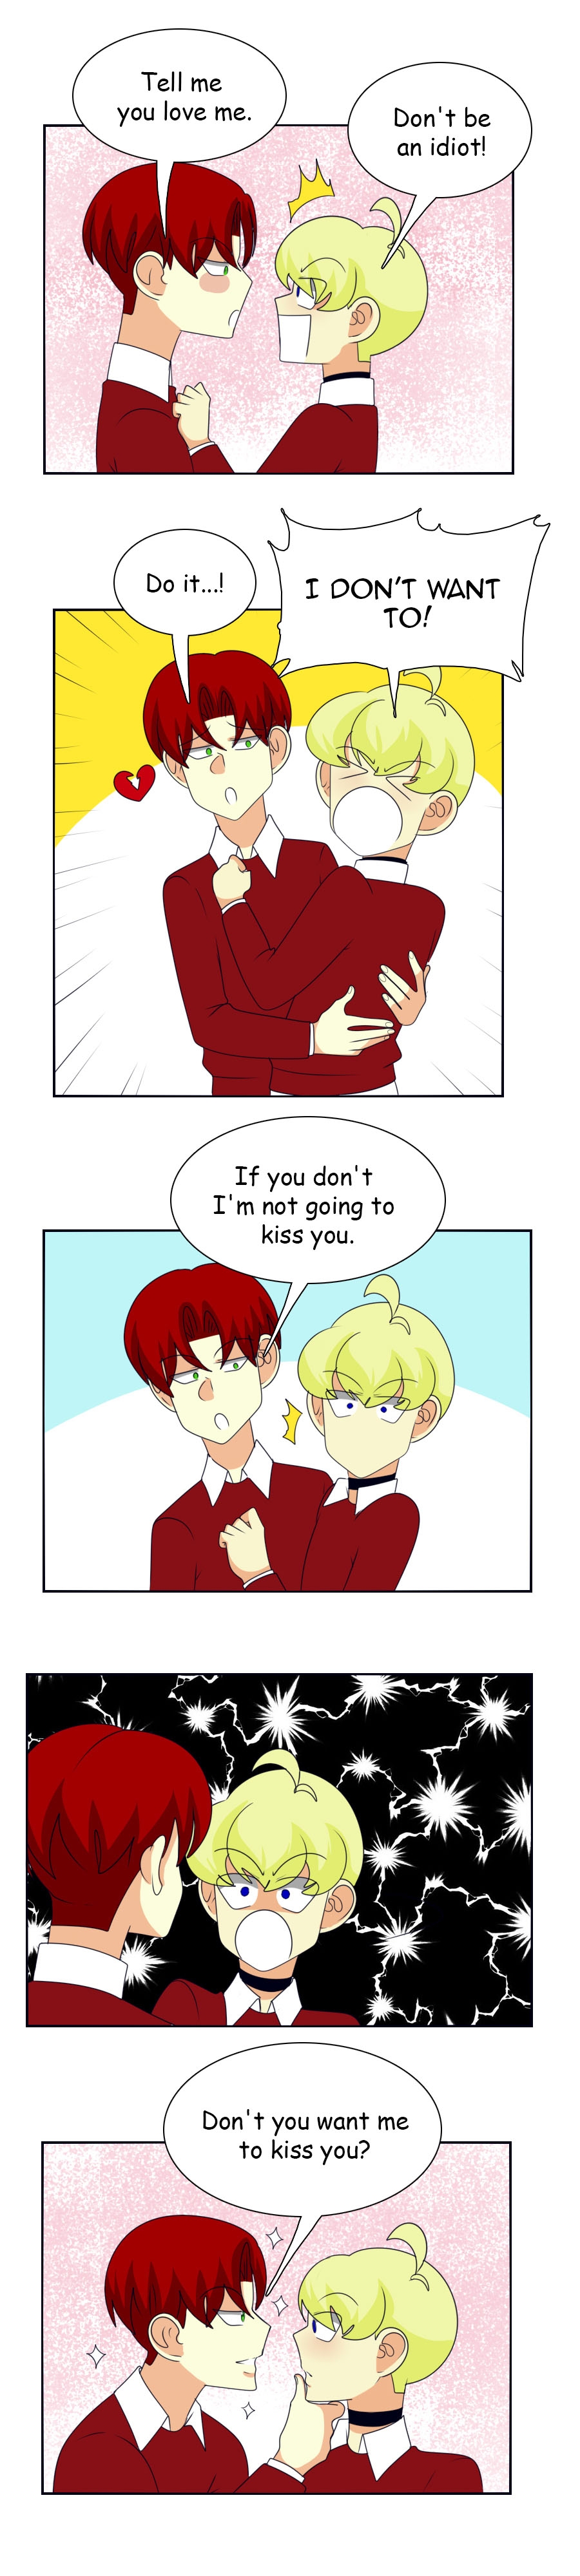 Tell me
you love me.
Don't be
an idiot!
Do it...!
I DON'T WANT
TO!
If you don't
I'm not going to
kiss you.
Don't you want me
to kiss you?